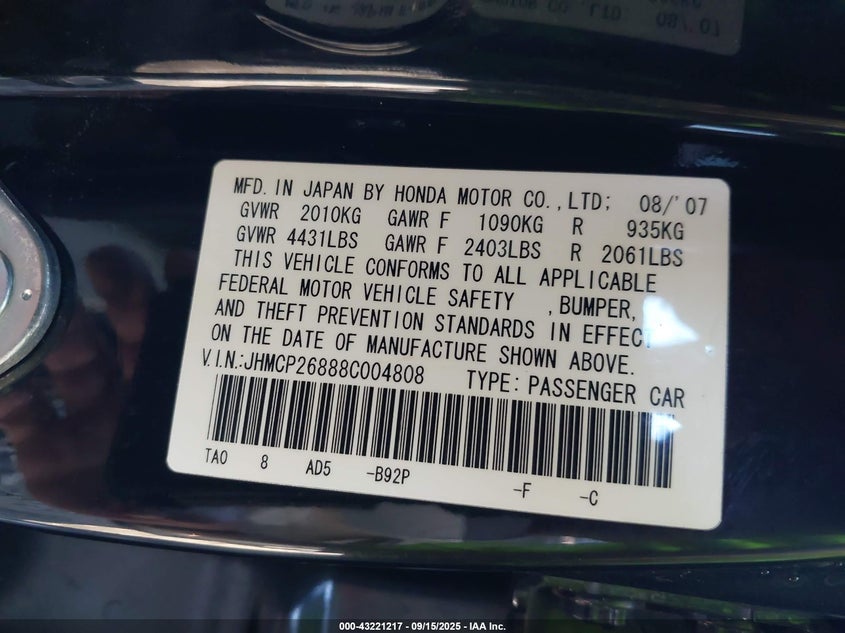 MFD. IN JAPAN BY HONDA MOTOR CO., LTD; 08/'07
GVWR 2010KG GAWR F 1090KG R 935KG
GVWR 4431LBS GAWR F 2403LBS R 2061LBS
THIS VEHICLE CONFORMS TO ALL APPLICABLE
FEDERAL MOTOR VEHICLE SAFETY , BUMPER,
AND THEFT PREVENTION STANDARDS IN EFFECT
ON THE DATE OF MANUFACTURE SHOWN ABOVE.
V.I.N.:JHMCP26888C004808 TYPE: PASSENGER CAR
TA0 8 AD5 -B92P -F -C
000-43221217 - 09/15/2025 - IAA Inc.